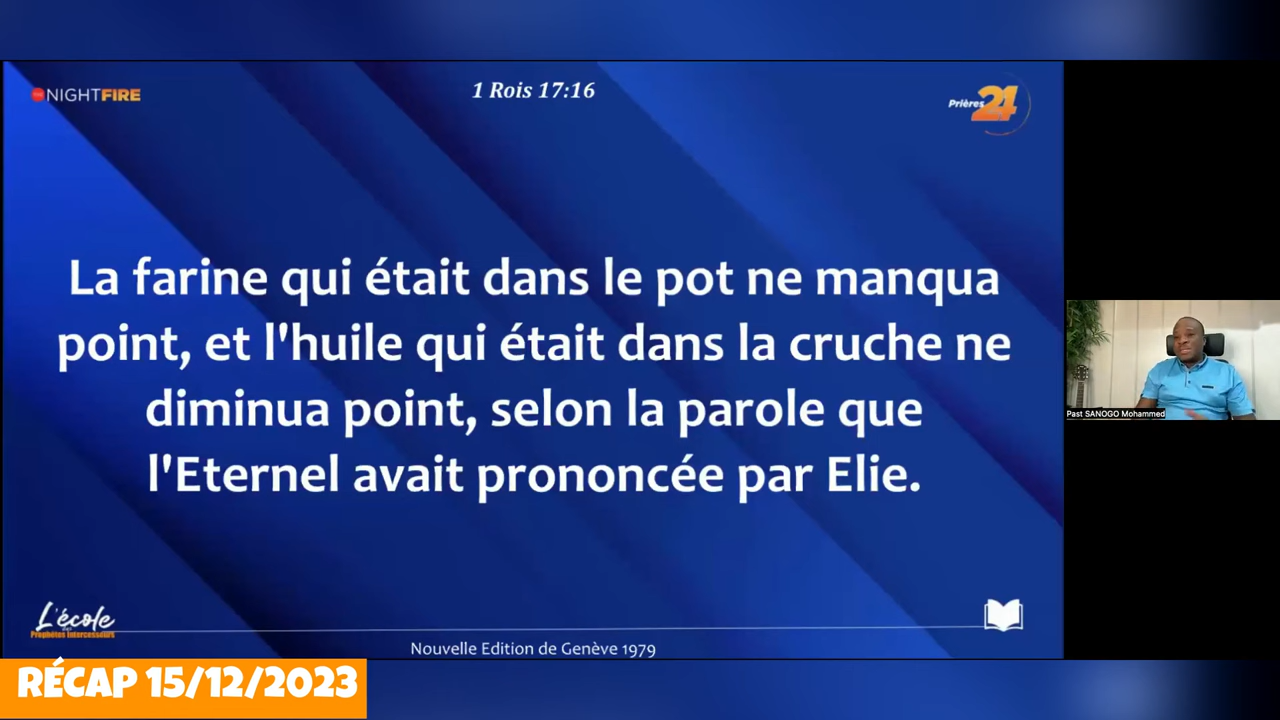 NIGHTFIRE
1 Rois 17:16
Prières 24
La farine qui était dans le pot ne manqua
point, et l'huile qui était dans la cruche ne
diminua point, selon la parole que
l'Eternel avait prononcée par Elie.
Past SANOGO Mohammed
L'école
Prophètes Intercesseurs
Nouvelle Edition de Genève 1979
RÉCAP 15/12/2023